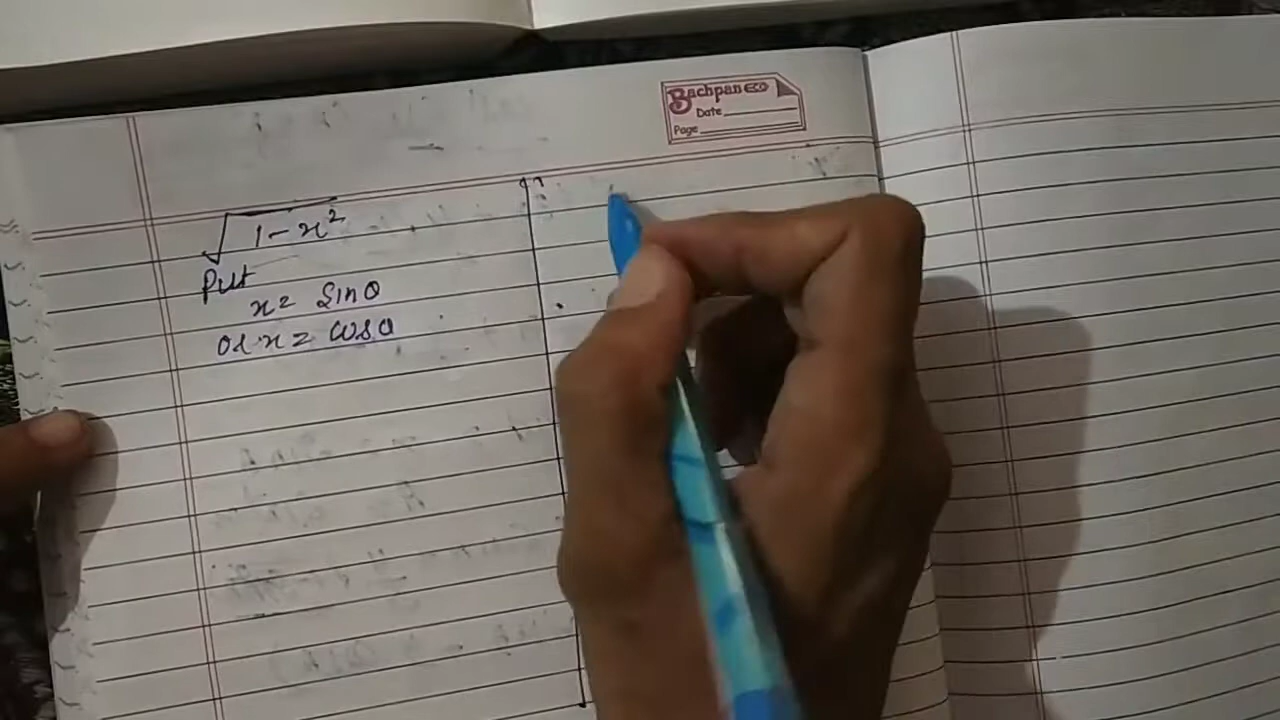 Bachpan
Date
Page
√1-x²
Put
x = Sinθ
or x = cosθ